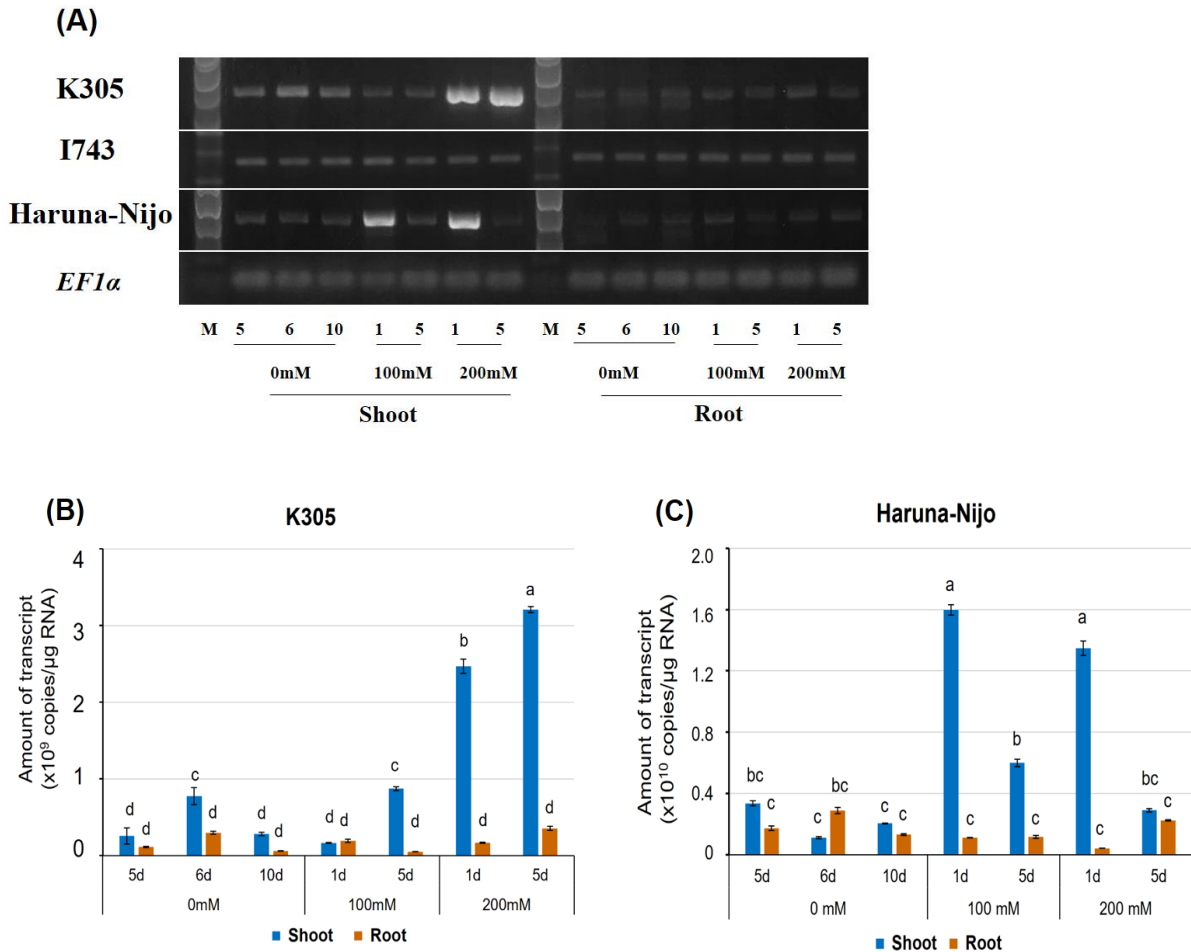 (A)
K305
I743
Haruna-Nijo
EF1α
M 5 6 10 1 5 1 5 M 5 6 10 1 5 1 5
0mM 100mM 200mM 0mM 100mM 200mM
Shoot Root
(B)
K305
Amount of transcript
(x10⁹ copies/µg RNA)
4
3
2
1
0
d d c d d d d d c d b d a d
5d 6d 10d 1d 5d 1d 5d
0mM 100mM 200mM
Shoot Root
(C)
Haruna-Nijo
Amount of transcript
(x10¹⁰ copies/µg RNA)
2.0
1.6
1.2
0.8
0.4
0
bc c c bc c c a c b c a c bc c
5d 6d 10d 1d 5d 1d 5d
0 mM 100 mM 200 mM
Shoot Root